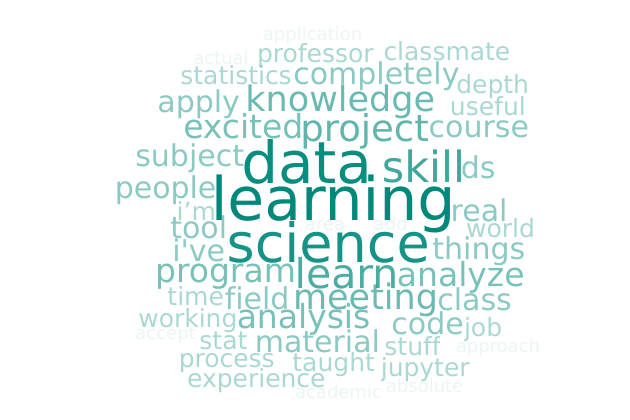 application
professor classmate
actual
statistics completely
depth
apply knowledge useful
excited project course
subject data skill ds
people learning
i'm real
tool area add world
i've science things
program learn analyze
time field meeting class
working analysis code job
accept
stat material stuff approach
process taught jupyter
experience academic absolute